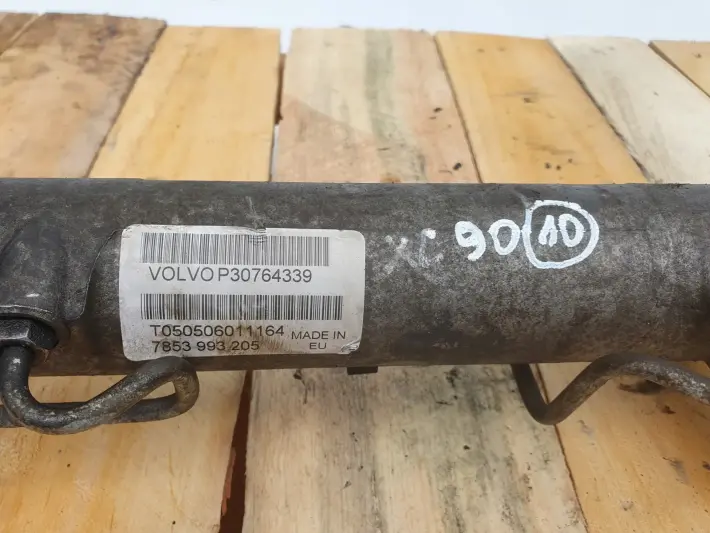 VOLVO P30764339
T050506011164 MADE IN
7853 993 205 EU
XC 90 10